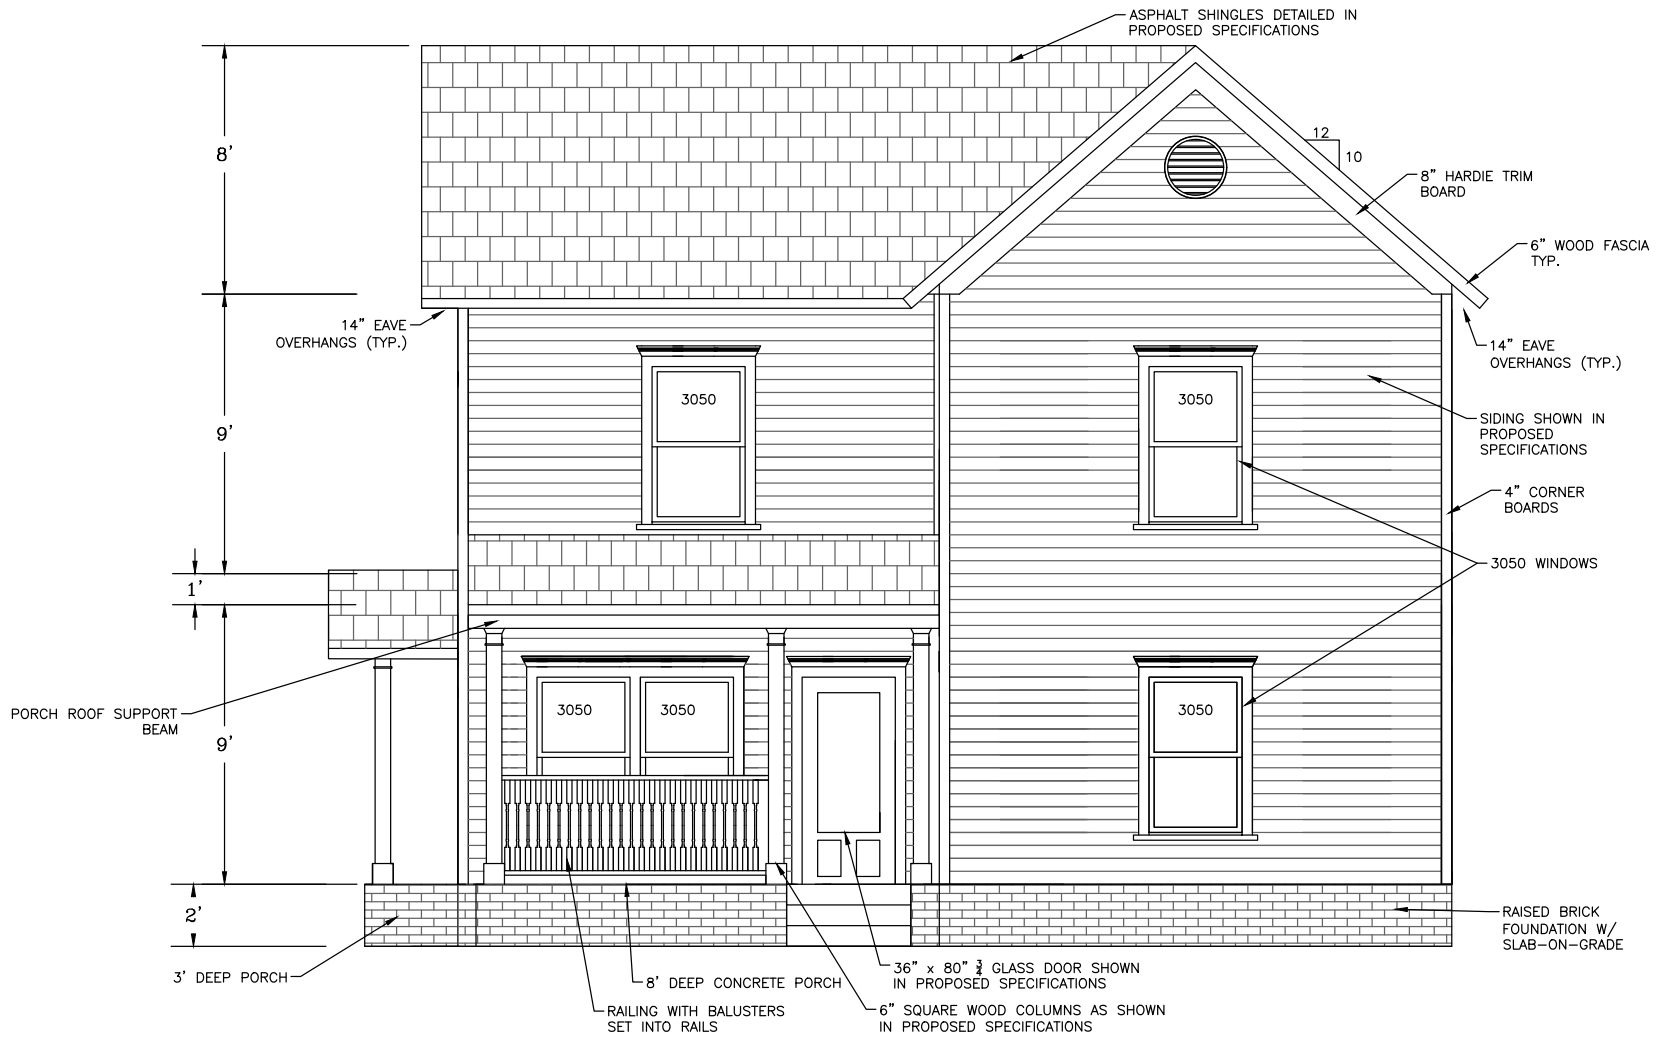 ASPHALT SHINGLES DETAILED IN
PROPOSED SPECIFICATIONS
12
10
8'
8" HARDIE TRIM
BOARD
6" WOOD FASCIA
TYP.
14" EAVE
OVERHANGS (TYP.)
14" EAVE
OVERHANGS (TYP.)
3050
3050
9'
SIDING SHOWN IN
PROPOSED
SPECIFICATIONS
4" CORNER
BOARDS
3050 WINDOWS
1'
PORCH ROOF SUPPORT
BEAM
3050
3050
3050
9'
2'
RAISED BRICK
FOUNDATION W/
SLAB-ON-GRADE
3' DEEP PORCH
8' DEEP CONCRETE PORCH
36" x 80" 3/4 GLASS DOOR SHOWN
IN PROPOSED SPECIFICATIONS
RAILING WITH BALUSTERS
SET INTO RAILS
6" SQUARE WOOD COLUMNS AS SHOWN
IN PROPOSED SPECIFICATIONS